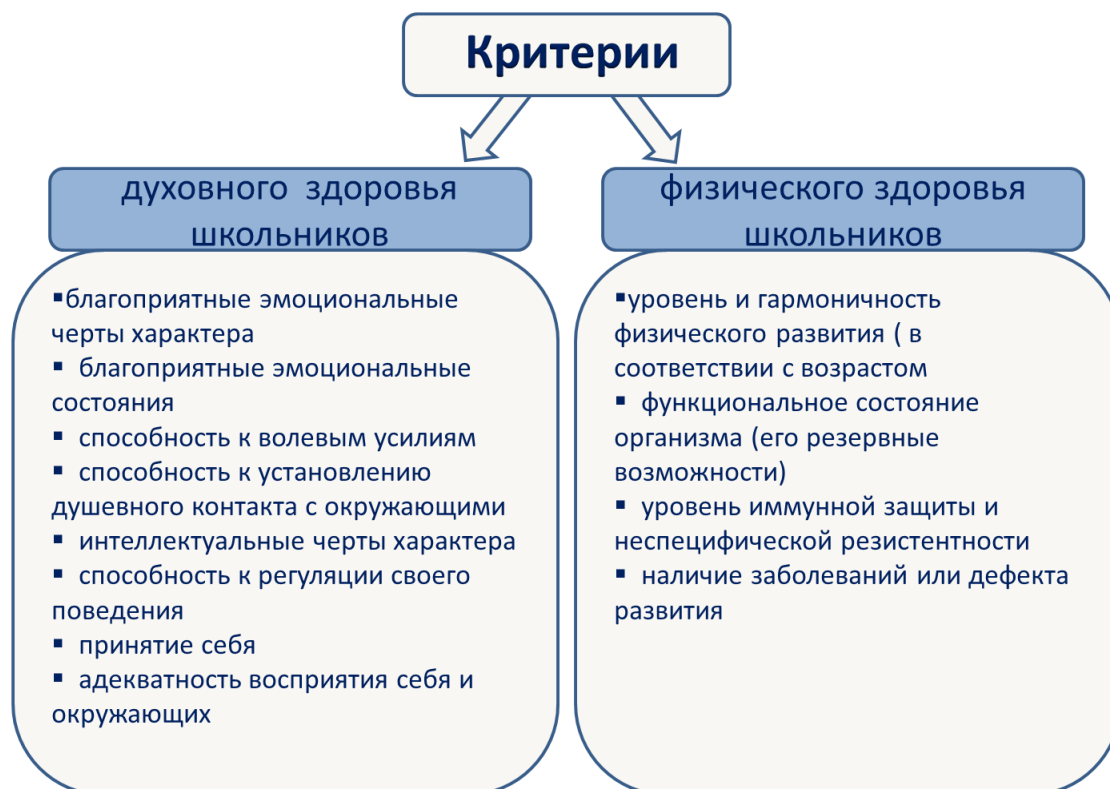 Критерии
духовного здоровья
школьников
▪благоприятные эмоциональные
черты характера
▪ благоприятные эмоциональные
состояния
▪ способность к волевым усилиям
▪ способность к установлению
душевного контакта с окружающими
▪ интеллектуальные черты характера
▪ способность к регуляции своего
поведения
▪ принятие себя
▪ адекватность восприятия себя и
окружающих
физического здоровья
школьников
▪уровень и гармоничность
физического развития ( в
соответствии с возрастом
▪ функциональное состояние
организма (его резервные
возможности)
▪ уровень иммунной защиты и
неспецифической резистентности
▪ наличие заболеваний или дефекта
развития